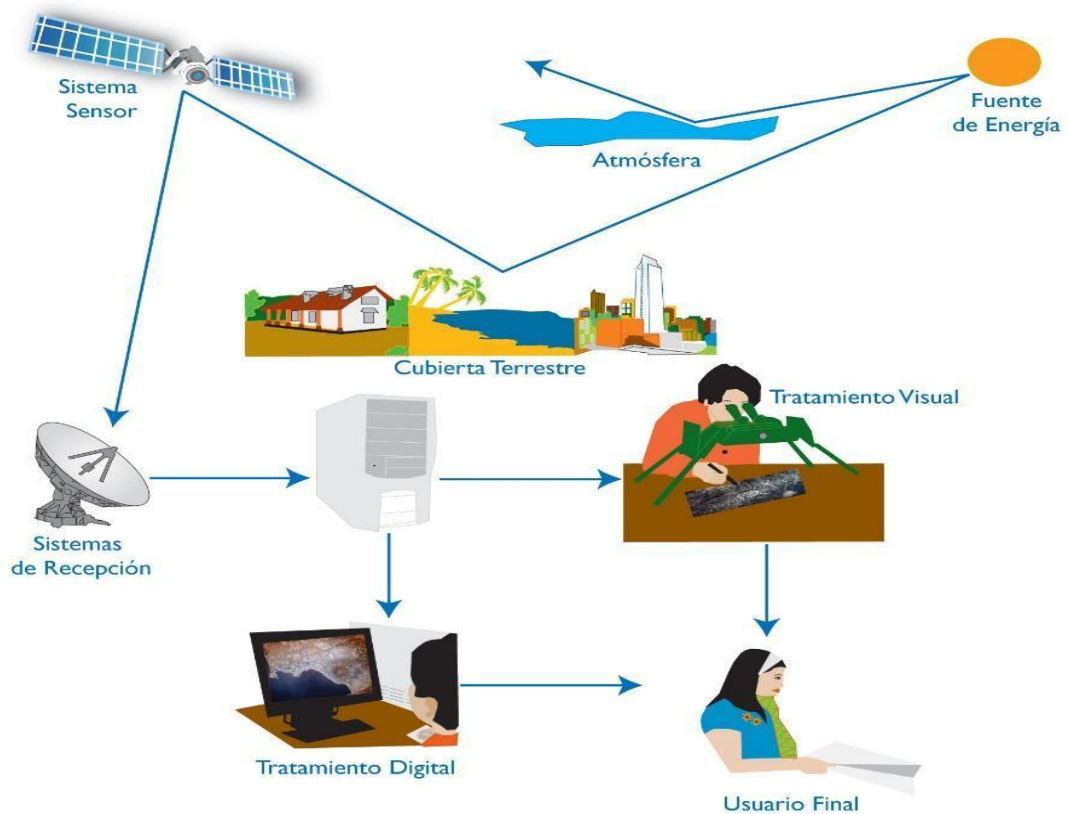 Sistema
Sensor
Fuente
de Energía
Atmósfera
Cubierta Terrestre
Tratamiento Visual
Sistemas
de Recepción
Tratamiento Digital
Usuario Final